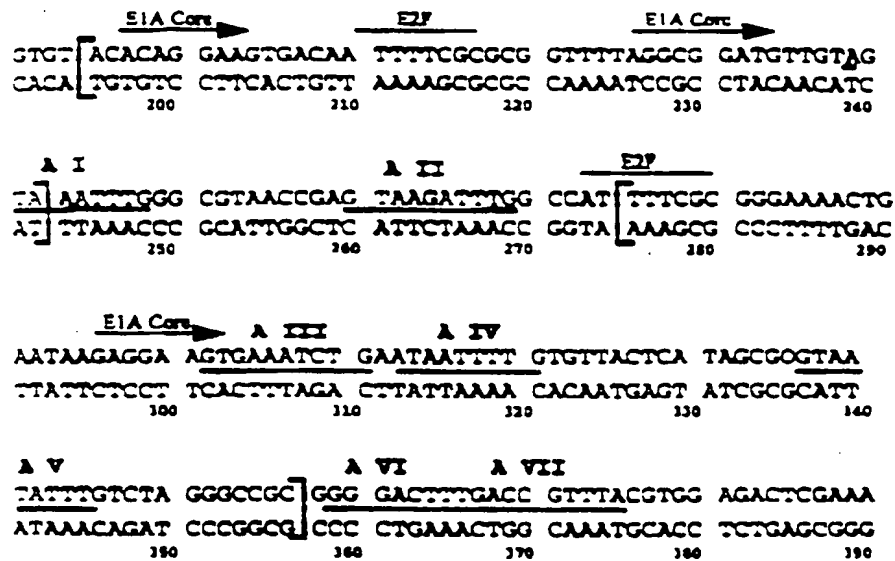 E1A Core E2F E1A Core
GTGT[ACACAG GAAGTGACAA TTTTCGCGCG GTTTTAGGCG GATGTTGTAG
CACA[TGTGTC CTTCACTGTT AAAAGCGCGC CAAAATCCGC CTACAACATC
200 210 220 230 240
A I A II E2F
TA]AATTTGGG CGTAACCGAG TAAGATTTGG CCAT[TTTCGC GGGAAAACTG
AT]TTAAACCC GCATTGGCTC ATTCTAAACC GGTA[AAAGCG CCCTTTTGAC
250 260 270 280 290
E1A Core A III A IV
AATAAGAGGA AGTGAAATCT GAATAATTTT GTGTTACTCA TAGCGCGTAA
TTATTCTCCT TCACTTTAGA CTTATTAAAA CACAATGAGT ATCGCGCATT
300 310 320 330 340
A V A VI A VII
TATTTGTCTA GGGCCGC]GGG GACTTTGACC GTTTACGTGG AGACTCGAAA
ATAAACAGAT CCCGGCG]CCC CTGAAACTGG CAAATGCACC TCTGAGCGGG
350 360 370 380 390